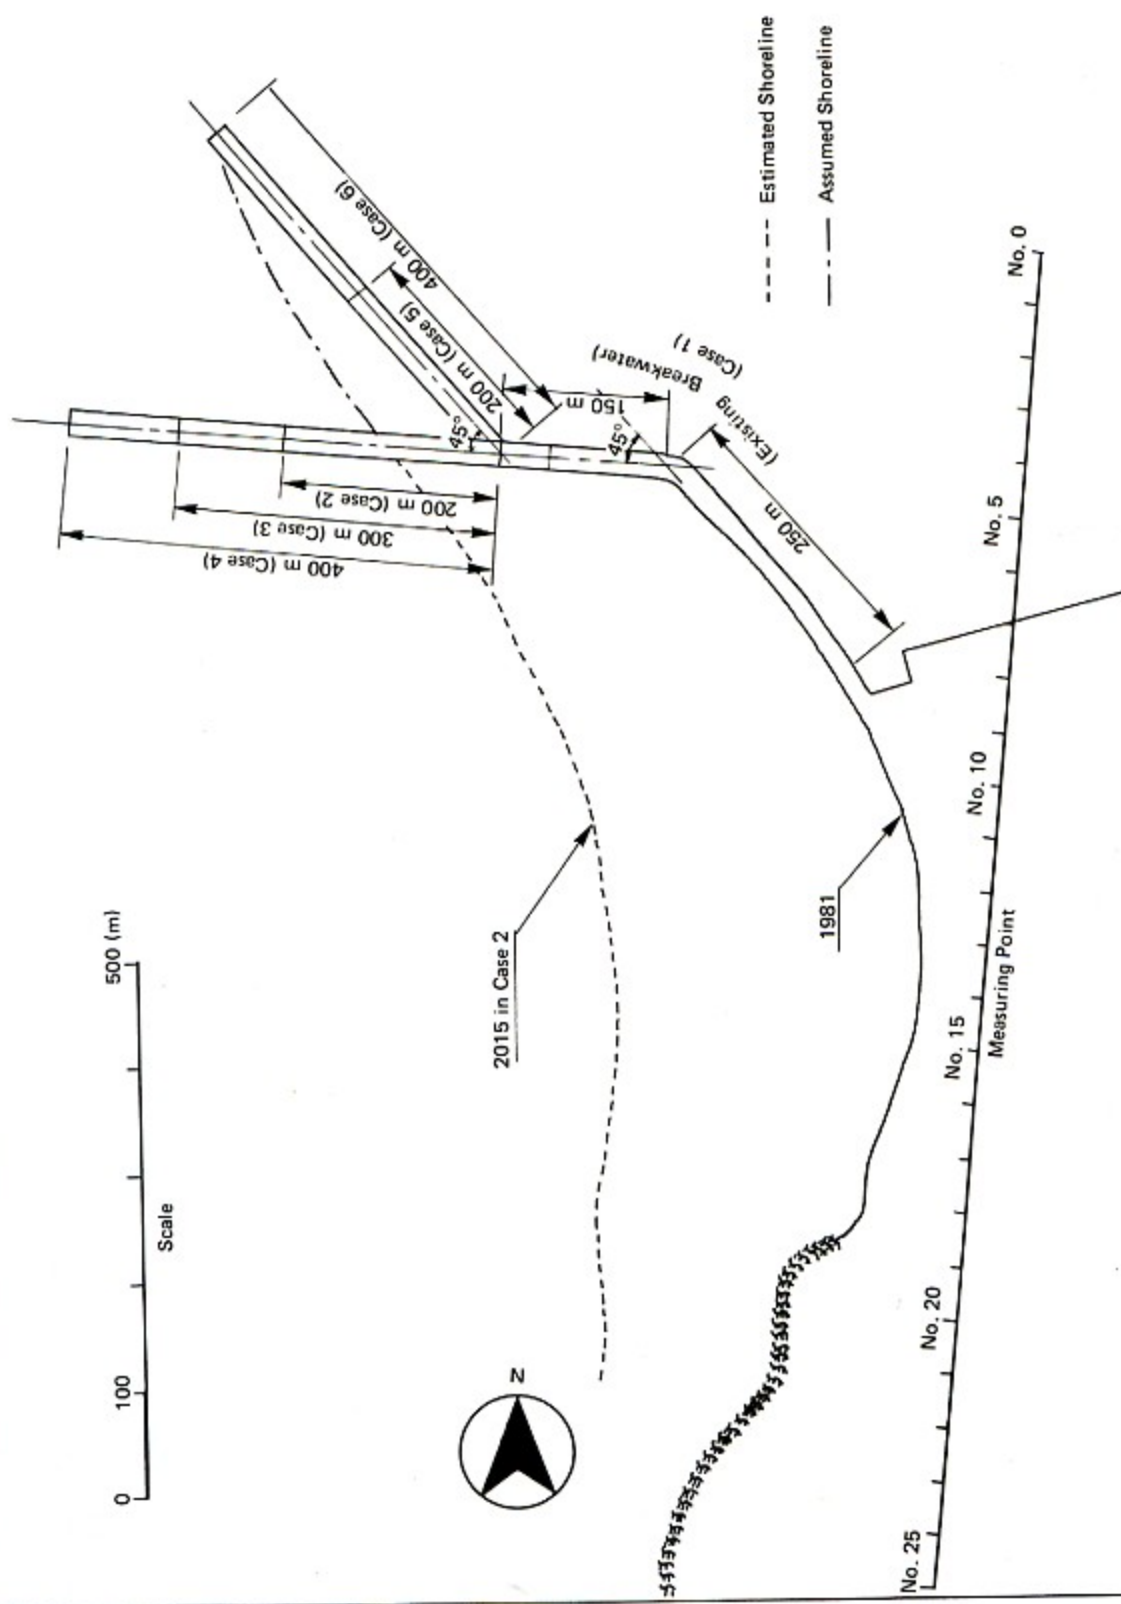 400 m (Case 6)
200 m (Case 5)
45°
150 m
45°
(Existing
Breakwater)
(Case 1)
250 m
200 m (Case 2)
300 m (Case 3)
400 m (Case 4)
----- Estimated Shoreline
—-— Assumed Shoreline
500 (m)
100
0
Scale
2015 in Case 2
1981
N
No. 0
No. 5
No. 10
No. 15
No. 20
No. 25
Measuring Point